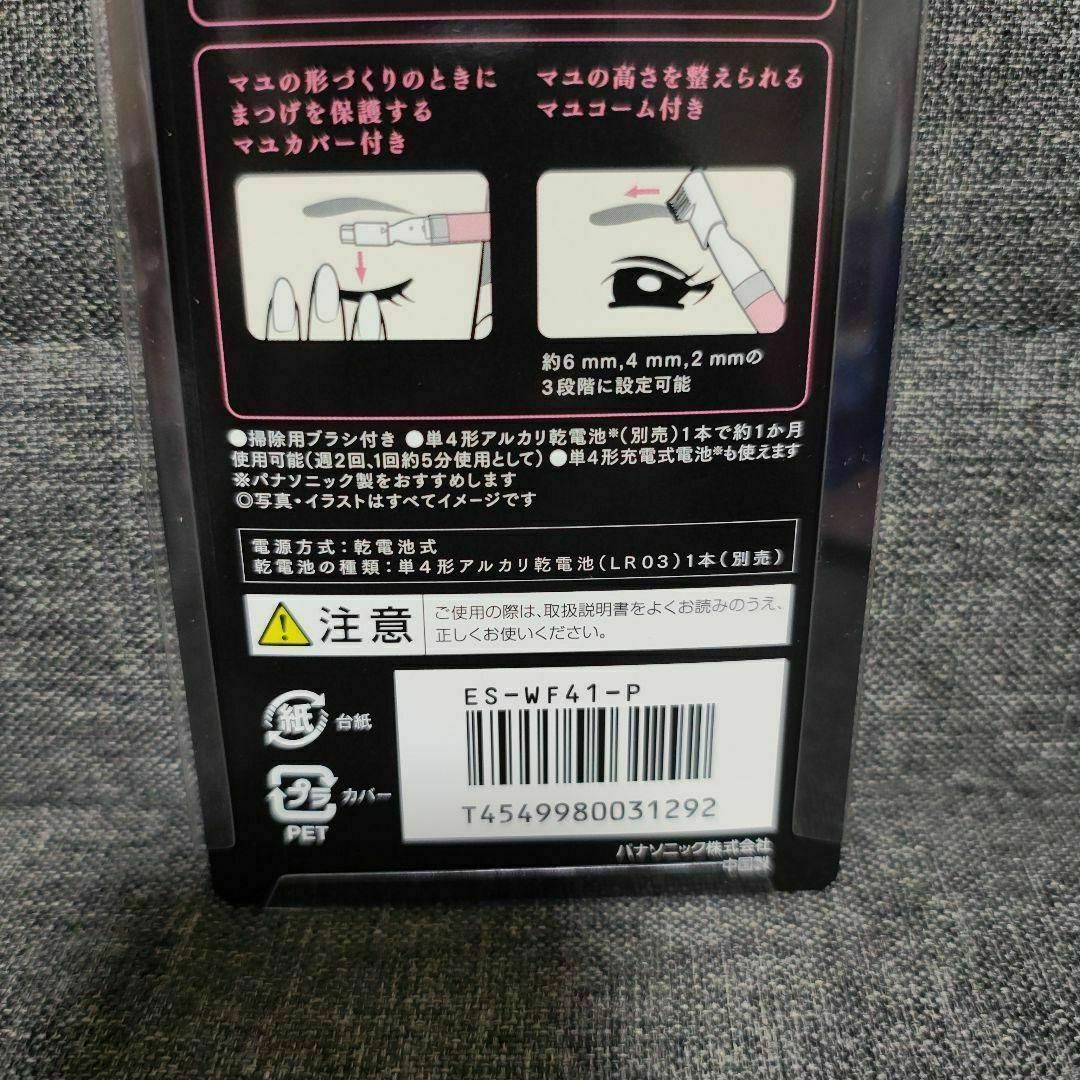 マユの形づくりのときに
まつげを保護する
マユカバー付き
マユの高さを整えられる
マユコーム付き
約6 mm,4 mm,2 mmの
3段階に設定可能
●掃除用ブラシ付き ●単4形アルカリ乾電池※(別売)1本で約1か月
使用可能(週2回、1回約5分使用として) ●単4形充電式電池※も使えます
※パナソニック製をおすすめします
◎写真・イラストはすべてイメージです
電源方式：乾電池式
乾電池の種類：単4形アルカリ乾電池(LR03)1本(別売)
注意
ご使用の際は、取扱説明書をよくお読みのうえ、
正しくお使いください。
紙 台紙
プラ カバー
PET
ES-WF41-P
T4549980031292
パナソニック株式会社
中国製